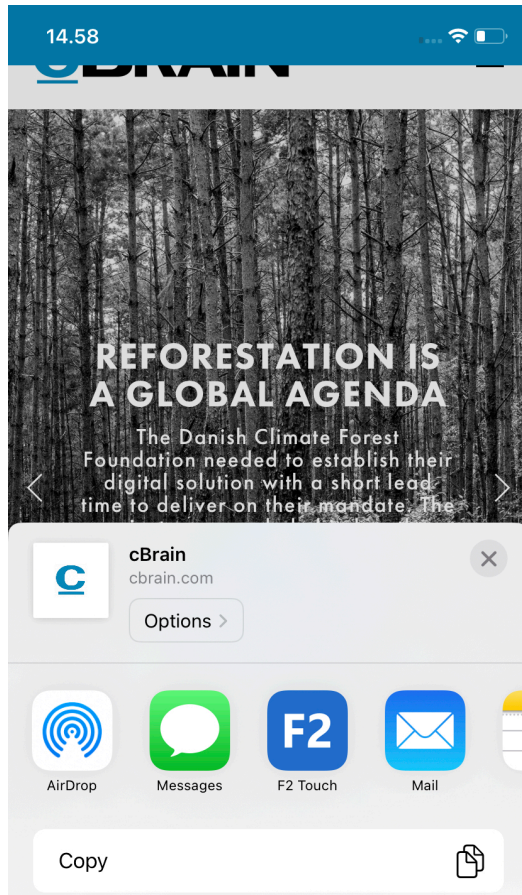 14.58
CBRAIN
REFORESTATION IS
A GLOBAL AGENDA
The Danish Climate Forest
Foundation needed to establish their
digital solution with a short lead
time to deliver on their mandate. The
C
cBrain
cbrain.com
Options
F2
AirDrop
Messages
F2 Touch
Mail
Copy